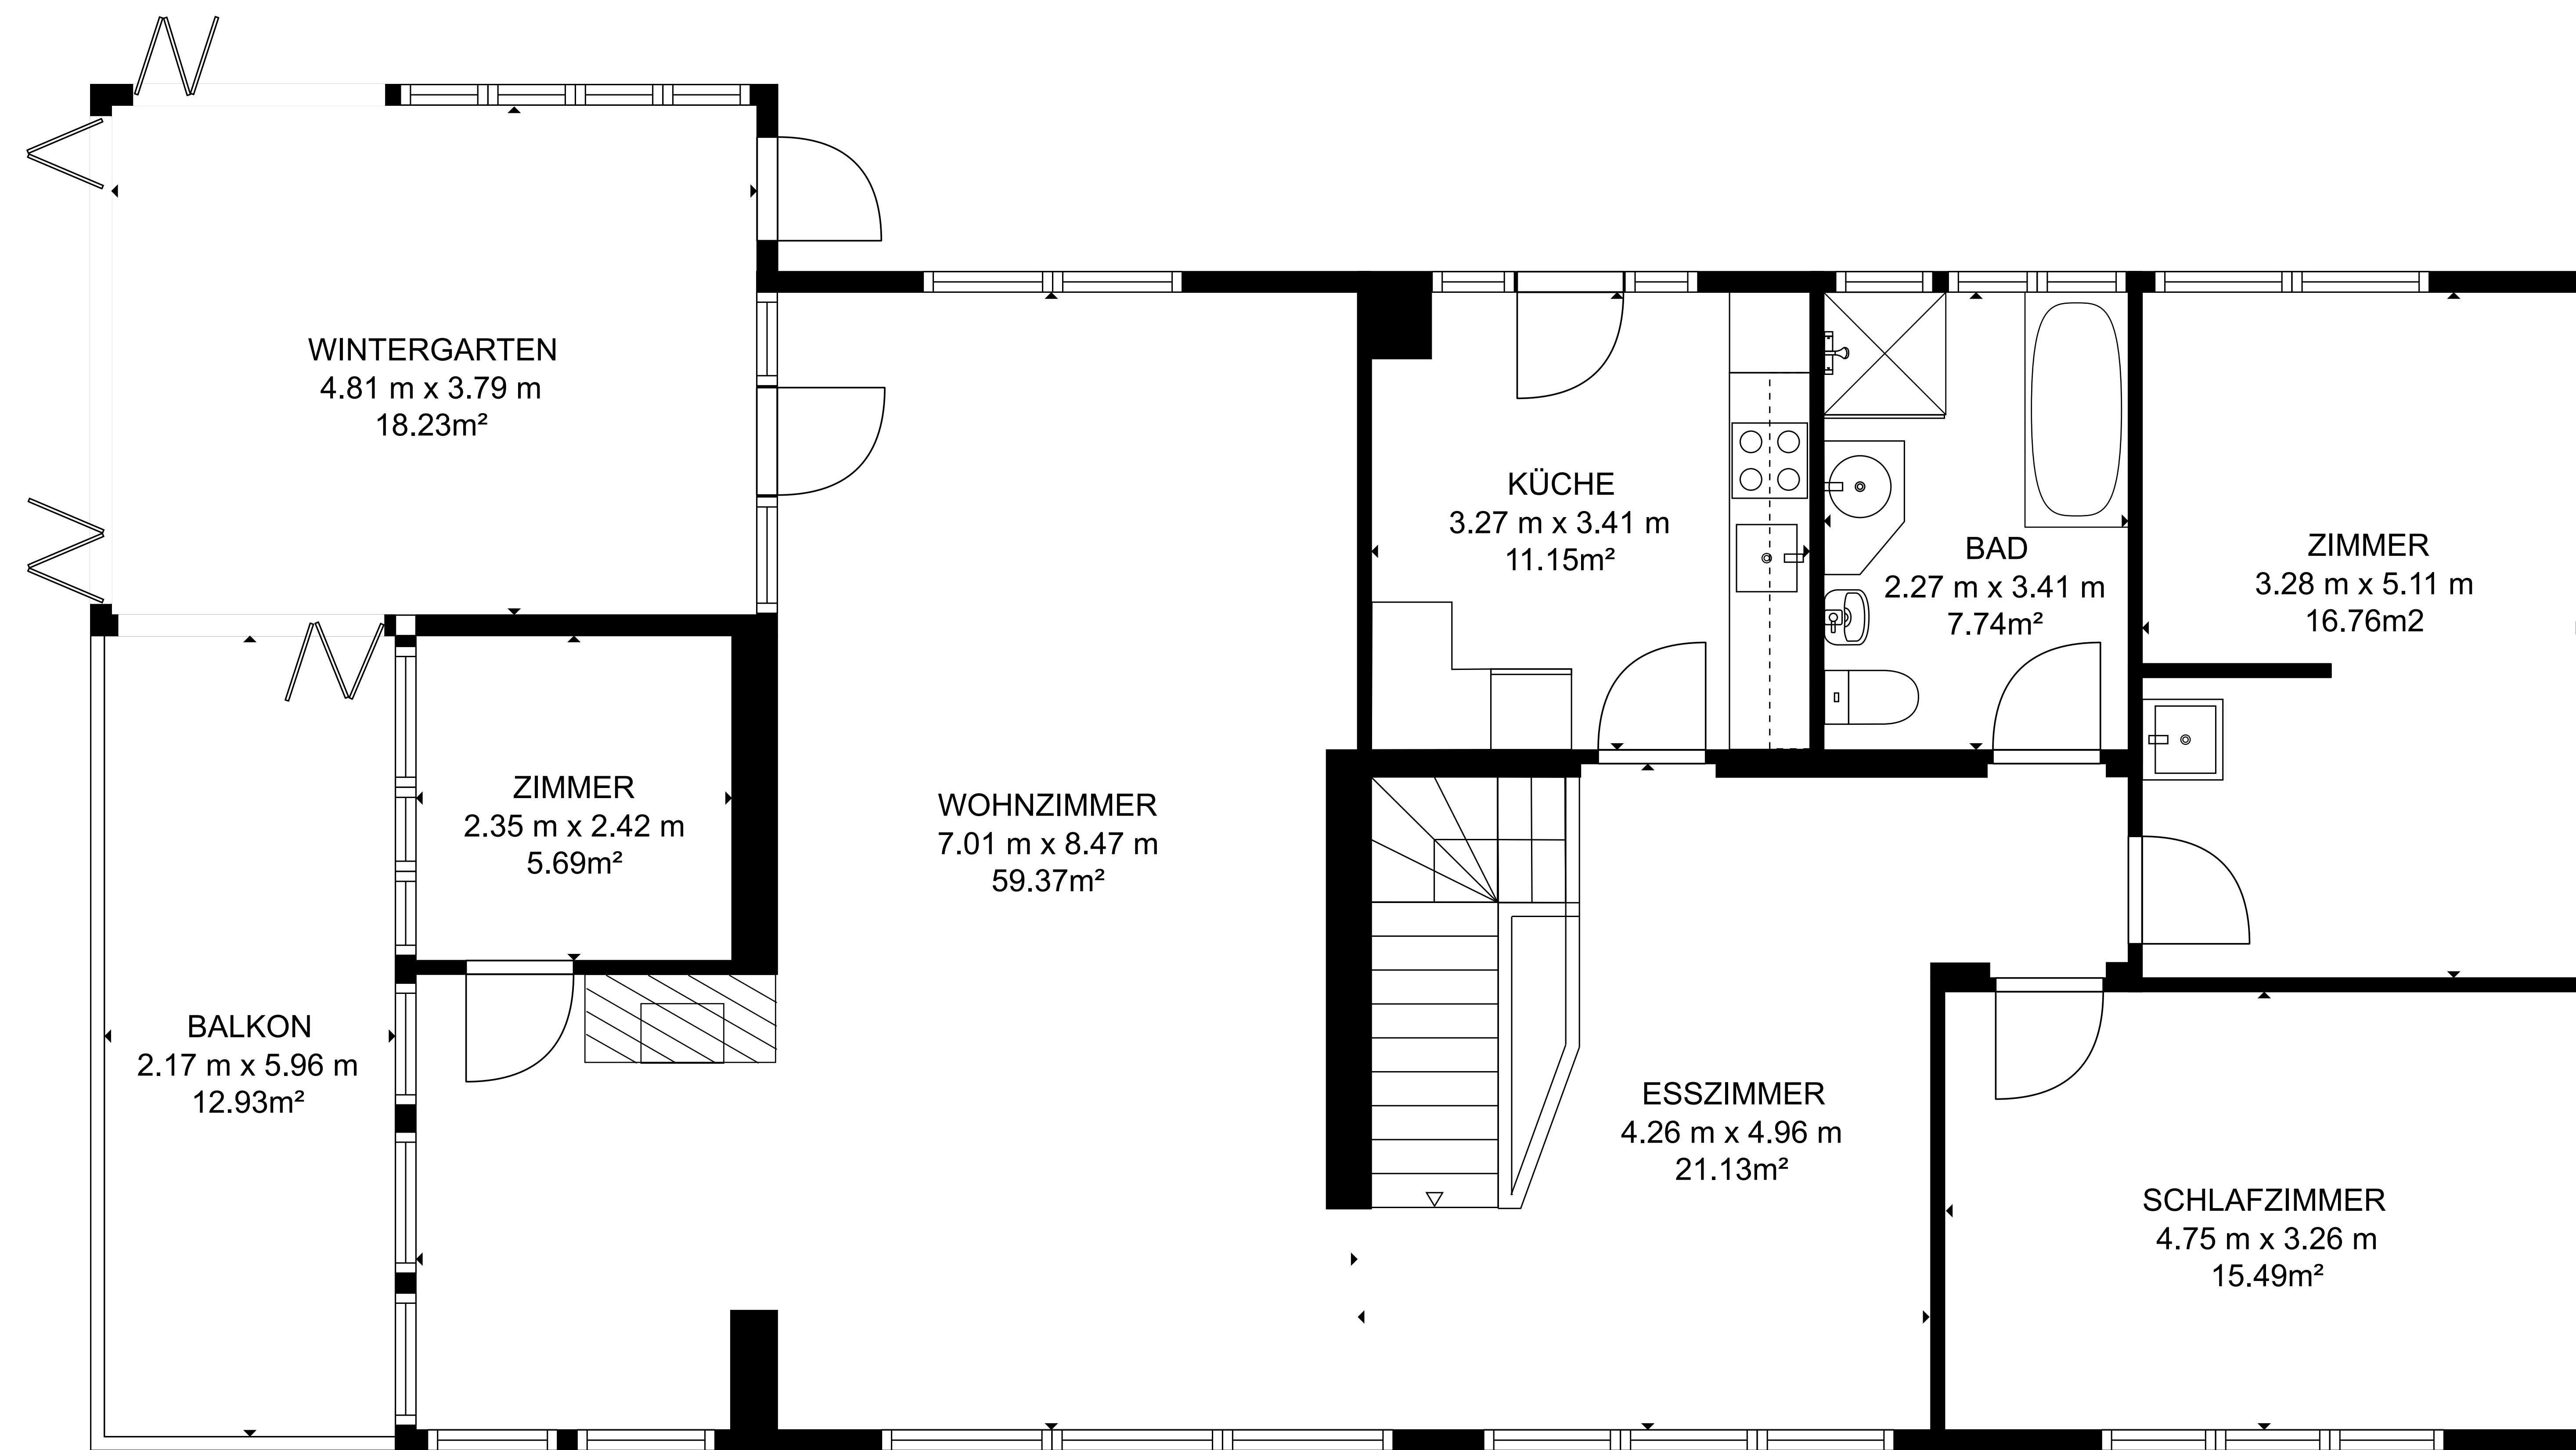 WINTERGARTEN
4.81 m x 3.79 m
18.23m²
KÜCHE
3.27 m x 3.41 m
11.15m²
BAD
2.27 m x 3.41 m
7.74m²
ZIMMER
3.28 m x 5.11 m
16.76m2
ZIMMER
2.35 m x 2.42 m
5.69m²
WOHNZIMMER
7.01 m x 8.47 m
59.37m²
BALKON
2.17 m x 5.96 m
12.93m²
ESSZIMMER
4.26 m x 4.96 m
21.13m²
SCHLAFZIMMER
4.75 m x 3.26 m
15.49m²